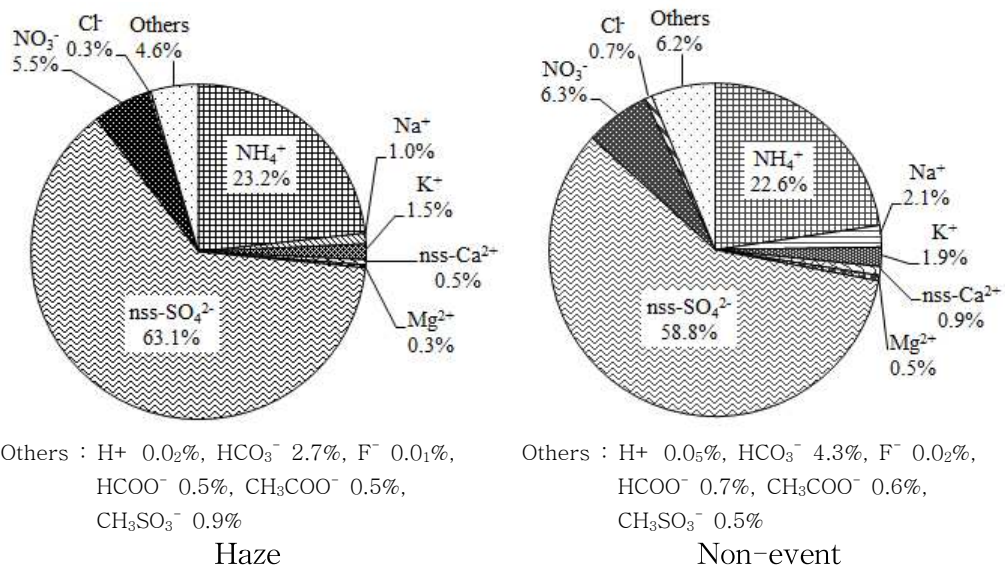 Cl⁻ Others
NO₃⁻ 0.3% 4.6%
5.5%
NH₄⁺
23.2%
Na⁺
1.0%
K⁺
1.5%
nss-Ca²⁺
0.5%
Mg²⁺
0.3%
nss-SO₄²⁻
63.1%
Others : H+ 0.0₂%, HCO₃⁻ 2.7%, F⁻ 0.0₁%,
HCOO⁻ 0.5%, CH₃COO⁻ 0.5%,
CH₃SO₃⁻ 0.9%
Haze
Cl⁻
0.7%
Others
6.2%
NO₃⁻
6.3%
NH₄⁺
22.6%
Na⁺
2.1%
K⁺
1.9%
nss-Ca²⁺
0.9%
Mg²⁺
0.5%
nss-SO₄²⁻
58.8%
Others : H+ 0.0₅%, HCO₃⁻ 4.3%, F⁻ 0.0₂%,
HCOO⁻ 0.7%, CH₃COO⁻ 0.6%,
CH₃SO₃⁻ 0.5%
Non-event